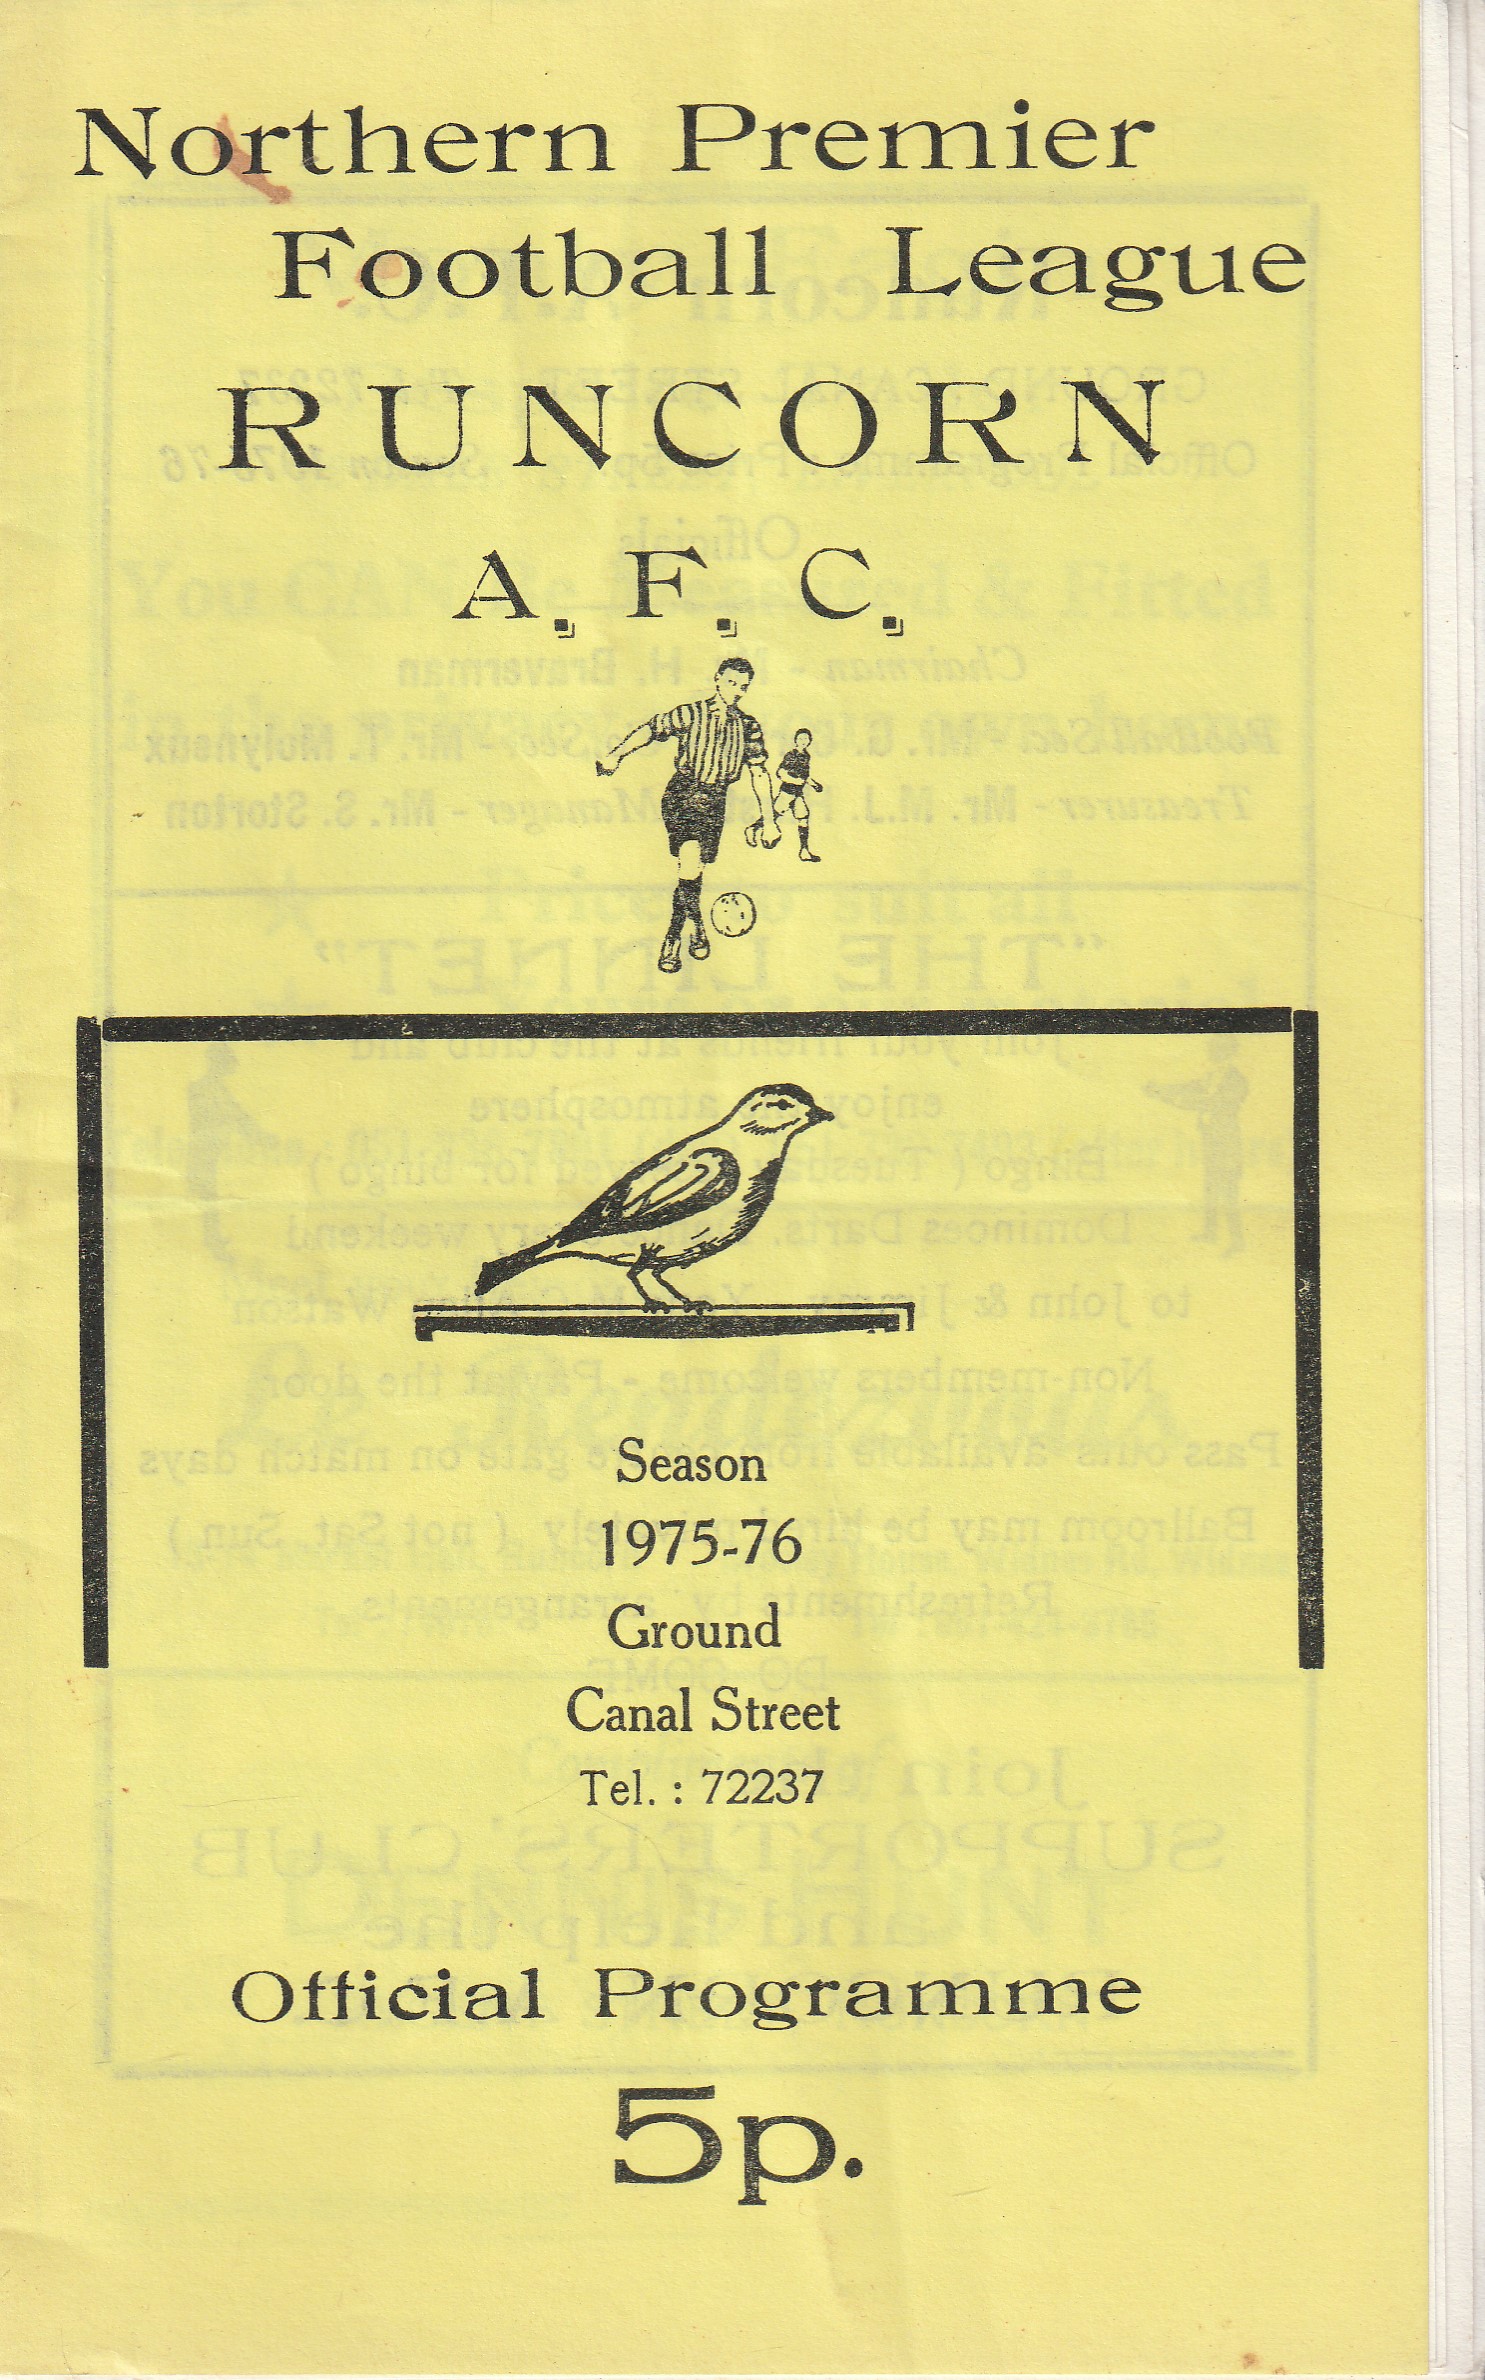 Northern Premier
Football League
RUNCORN
A. F. C.
Season
1975-76
Ground
Canal Street
Tel. : 72237
Official Programme
5p.